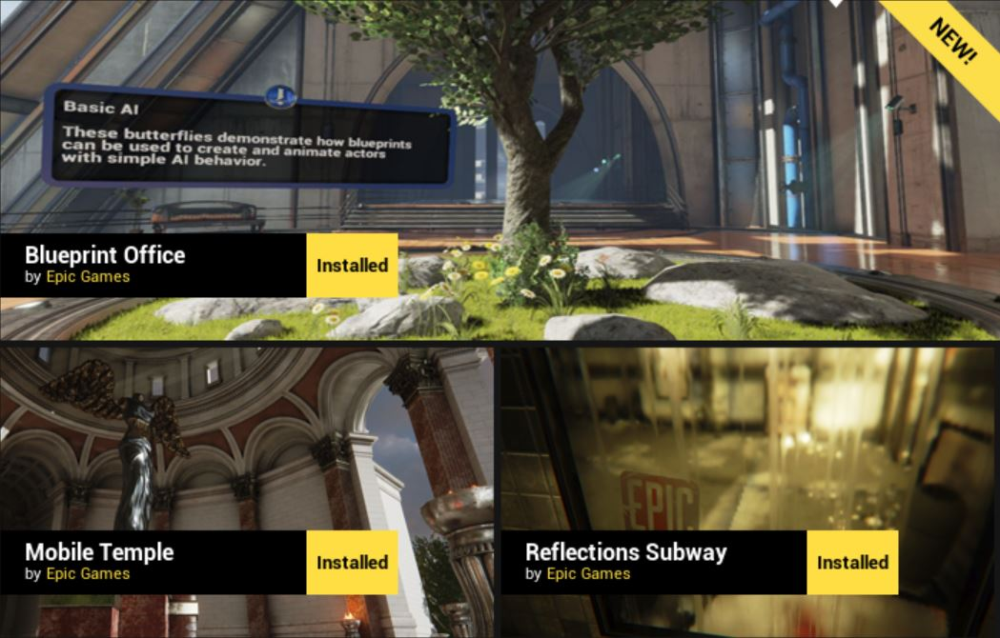 NEW!
Basic AI
These butterflies demonstrate how blueprints
can be used to create and animate actors
with simple AI behavior.
Blueprint Office
by Epic Games
Installed
EPIC
Mobile Temple
by Epic Games
Installed
Reflections Subway
by Epic Games
Installed